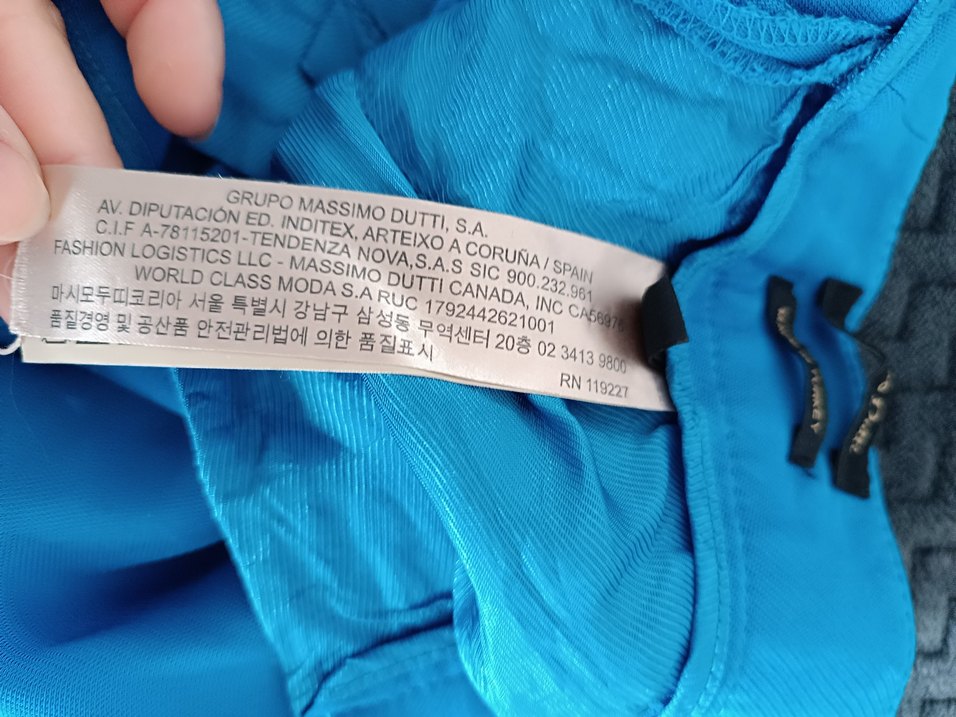 GRUPO MASSIMO DUTTI, S.A.
AV. DIPUTACIÓN ED. INDITEX, ARTEIXO A CORUÑA / SPAIN
C.I.F A-78115201-TENDENZA NOVA,S.A.S SIC 900.232.961
FASHION LOGISTICS LLC - MASSIMO DUTTI CANADA, INC CA56976
WORLD CLASS MODA S.A RUC 1792442621001
마시모두띠코리아 서울 특별시 강남구 삼성동 무역센터 20층 02 3413 9800
품질경영 및 공산품 안전관리법에 의한 품질표시
RN 119227
MADE IN TURKEY